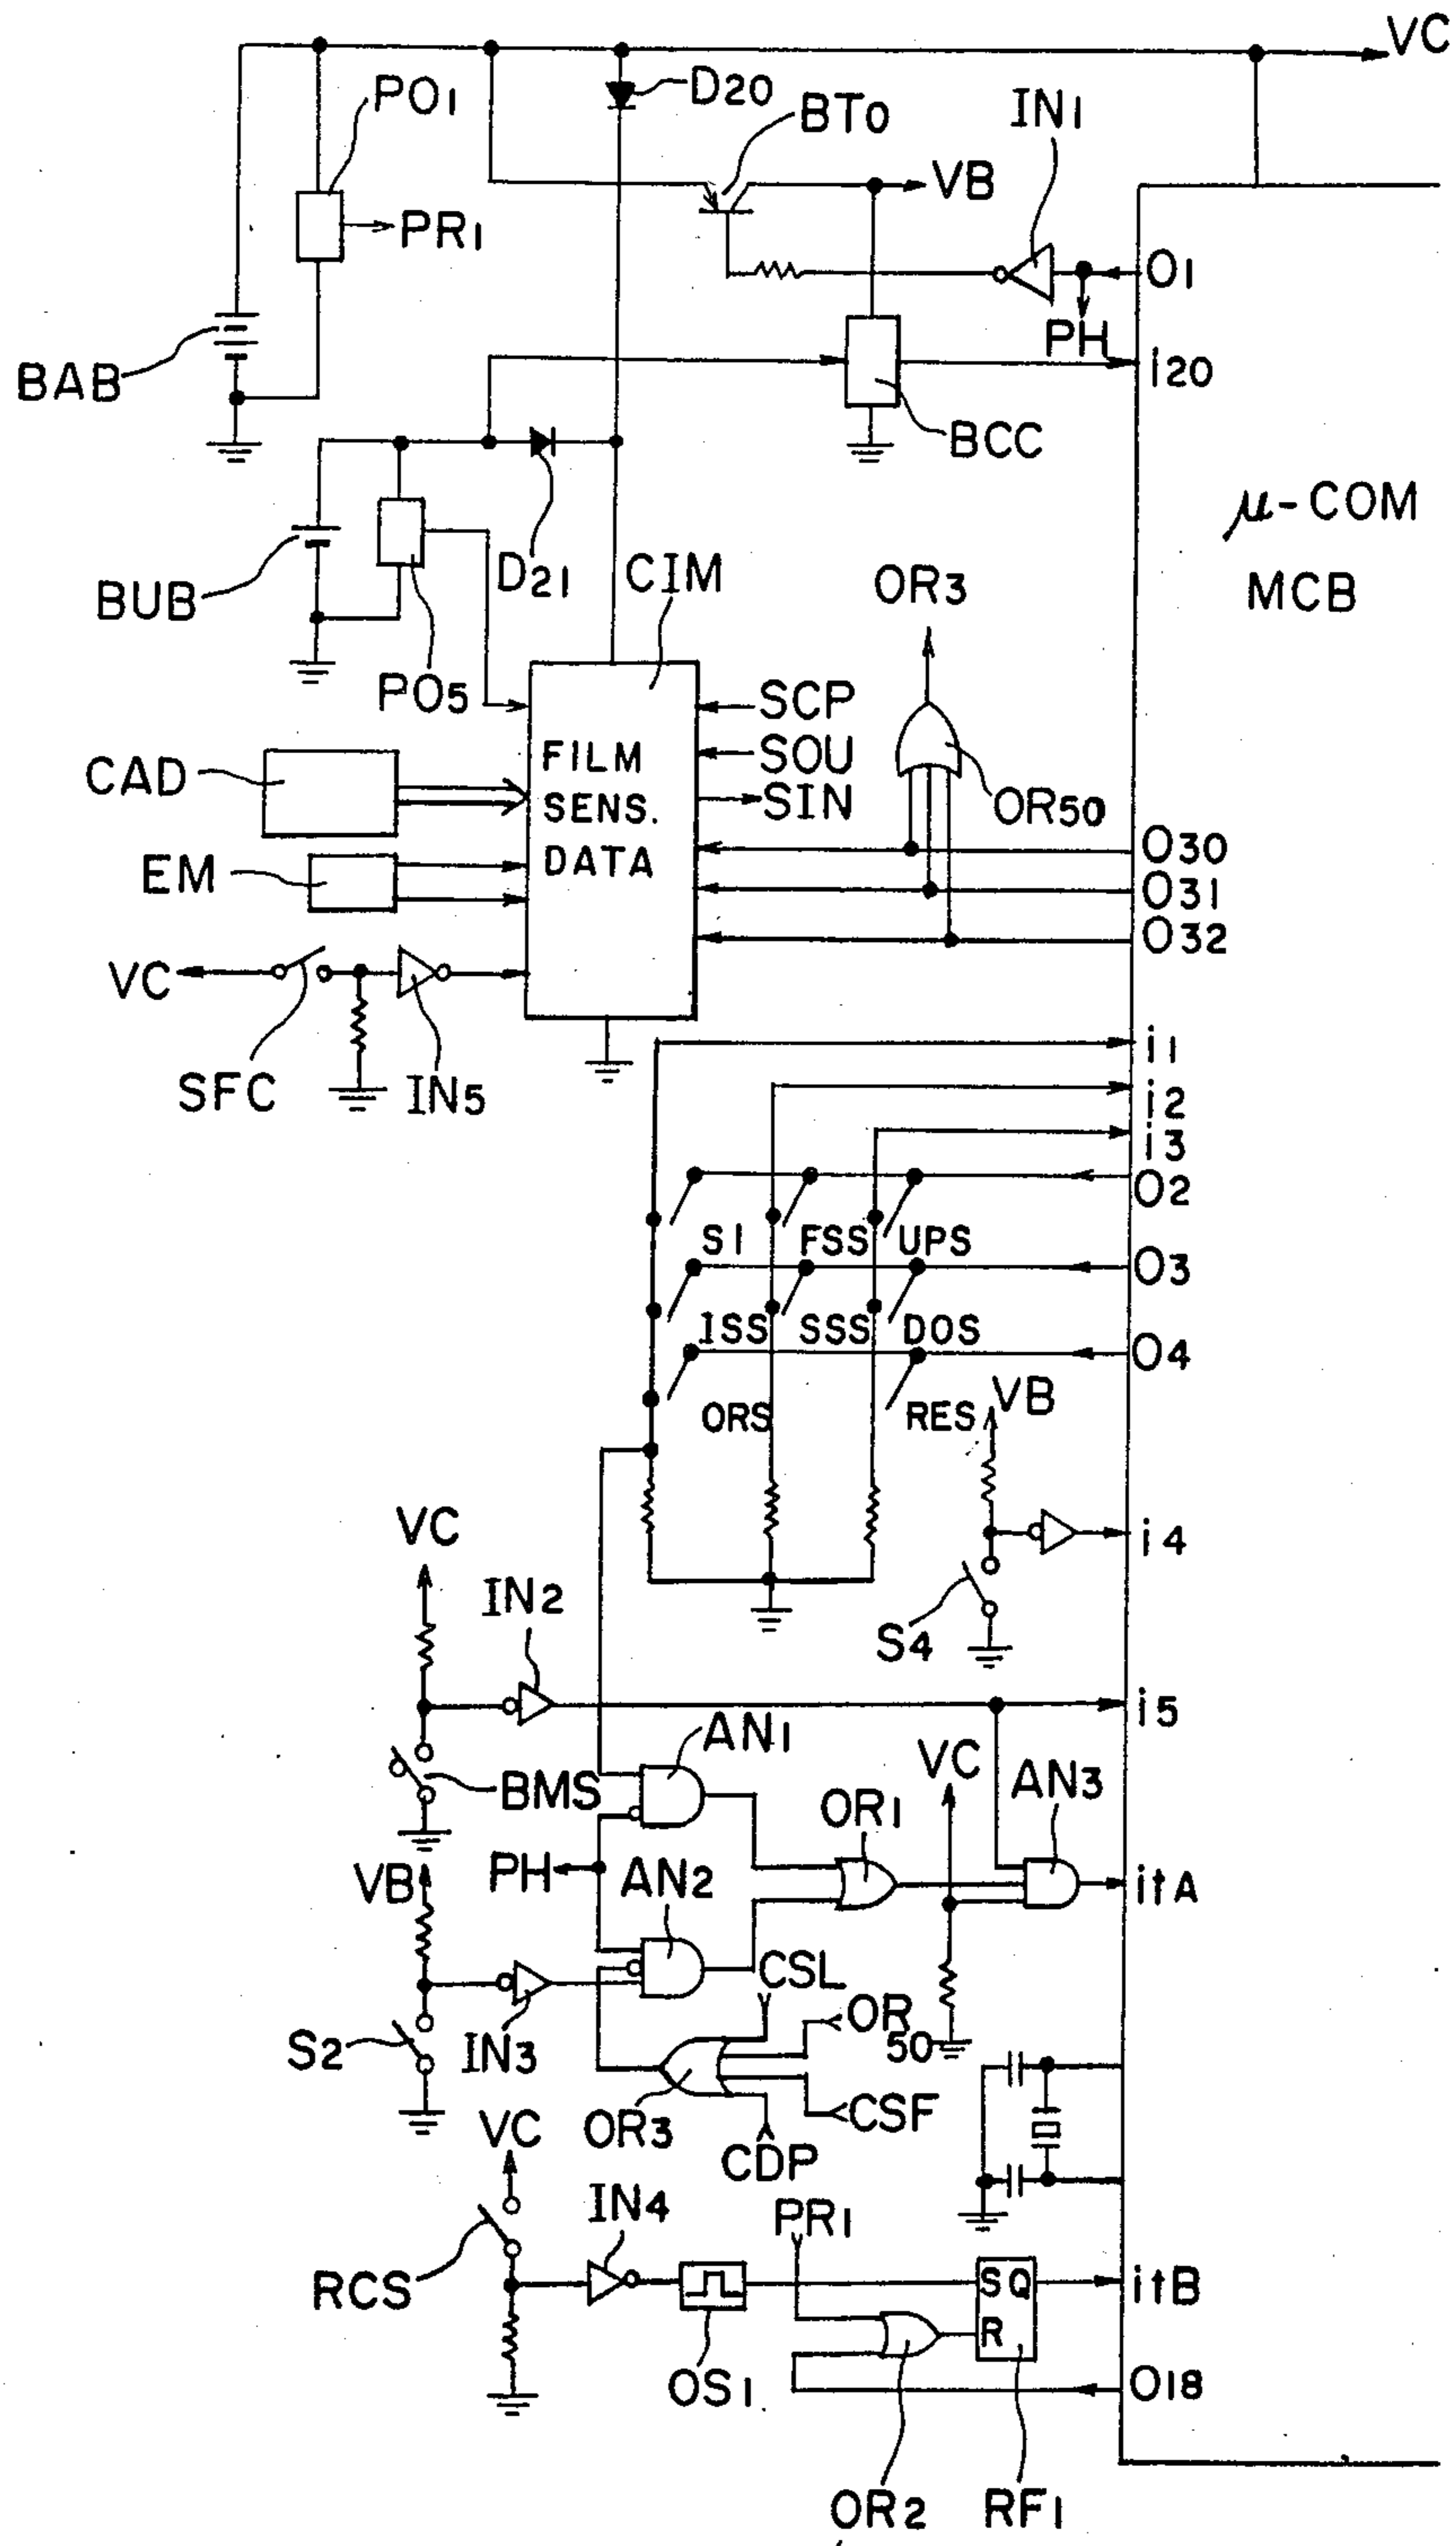 VC
PO1
D20
BTO
IN1
VB
PR1
O1
PH
BAB
i20
BCC
μ-COM
MCB
D21
CIM
OR3
BUB
PO5
SCP
FILM
SOU
CAD
SENS.
SIN
OR50
DATA
O30
EM
O31
O32
VC
SFC
IN5
i1
i2
i3
O2
S1 FSS UPS
O3
ISS SSS DOS
O4
ORS RES
VB
VC
i4
IN2
S4
i5
AN1
VC
AN3
BMS
OR1
PH
AN2
VB
itA
CSL
OR
50
S2
IN3
CSF
OR3
CDP
VC
IN4
PR1
RCS
S Q
itB
R
OS1
O18
OR2
RF1